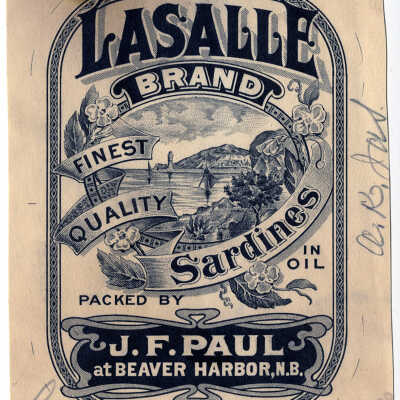 LASALLE
BRAND
FINEST
QUALITY
Sardines
IN
OIL
PACKED BY
J. F. PAUL
at BEAVER HARBOR, N.B.